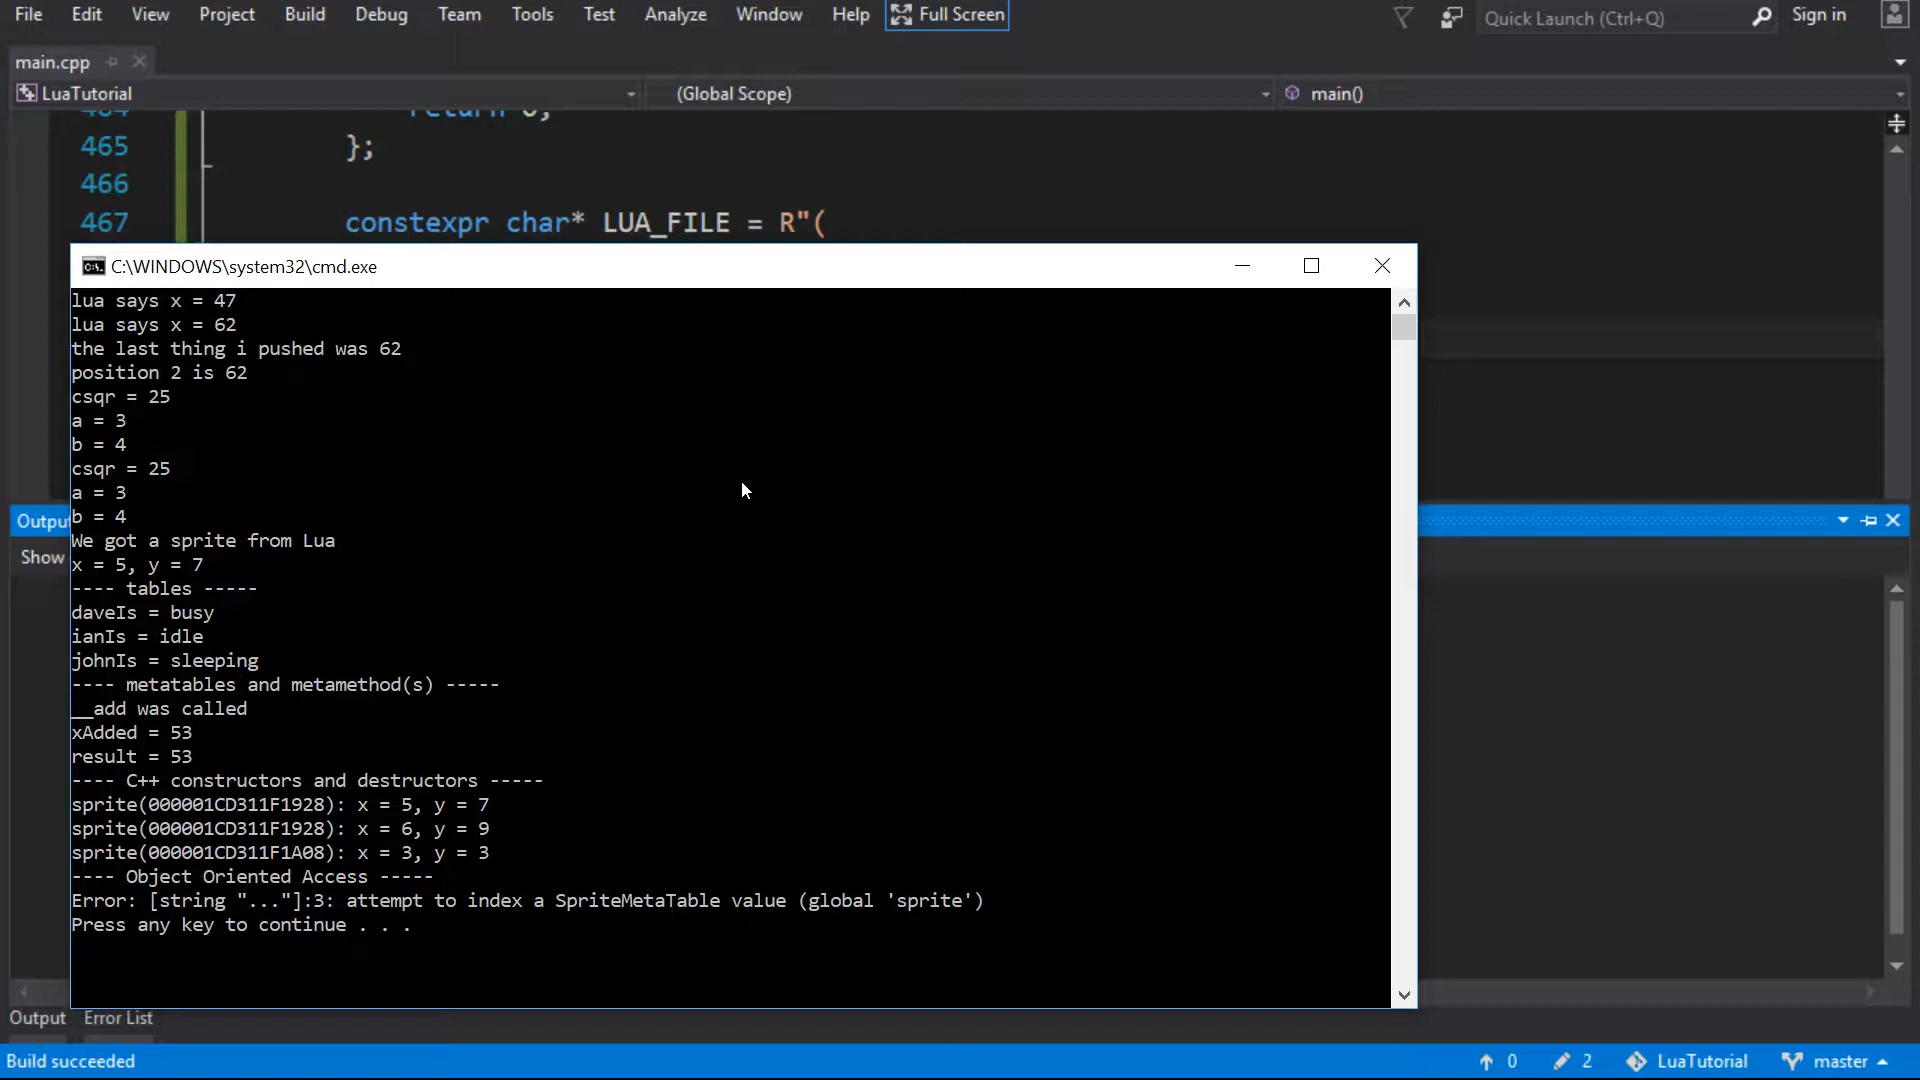 File Edit View Project Build Debug Team Tools Test Analyze Window Help Full Screen Quick Launch (Ctrl+Q) Sign in
main.cpp
LuaTutorial (Global Scope) main()
465 };
466
467 constexpr char* LUA_FILE = R"(
C:\WINDOWS\system32\cmd.exe
lua says x = 47
lua says x = 62
the last thing i pushed was 62
position 2 is 62
csqr = 25
a = 3
b = 4
csqr = 25
a = 3
b = 4
We got a sprite from Lua
x = 5, y = 7
---- tables -----
daveIs = busy
ianIs = idle
johnIs = sleeping
---- metatables and metamethod(s) -----
__add was called
xAdded = 53
result = 53
---- C++ constructors and destructors -----
sprite(000001CD311F1928): x = 5, y = 7
sprite(000001CD311F1928): x = 6, y = 9
sprite(000001CD311F1A08): x = 3, y = 3
---- Object Oriented Access -----
Error: [string "..."]:3: attempt to index a SpriteMetaTable value (global 'sprite')
Press any key to continue . . .
Output
Show
Output Error List
Build succeeded 0 2 LuaTutorial master